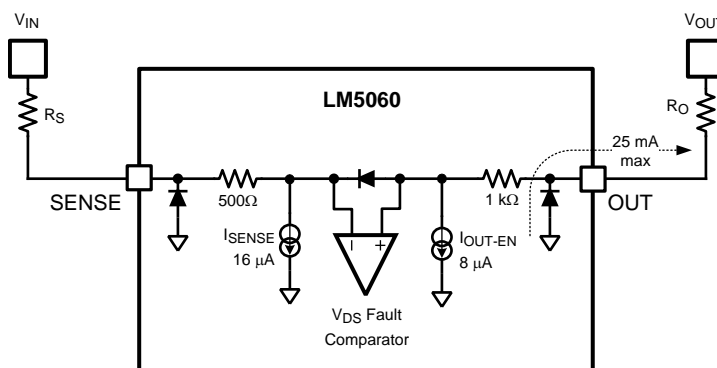 VIN
VOUT
LM5060
RS
RO
25 mA
max
SENSE
500Ω
1 kΩ
OUT
ISENSE
16 μA
IOUT-EN
8 μA
VDS Fault
Comparator